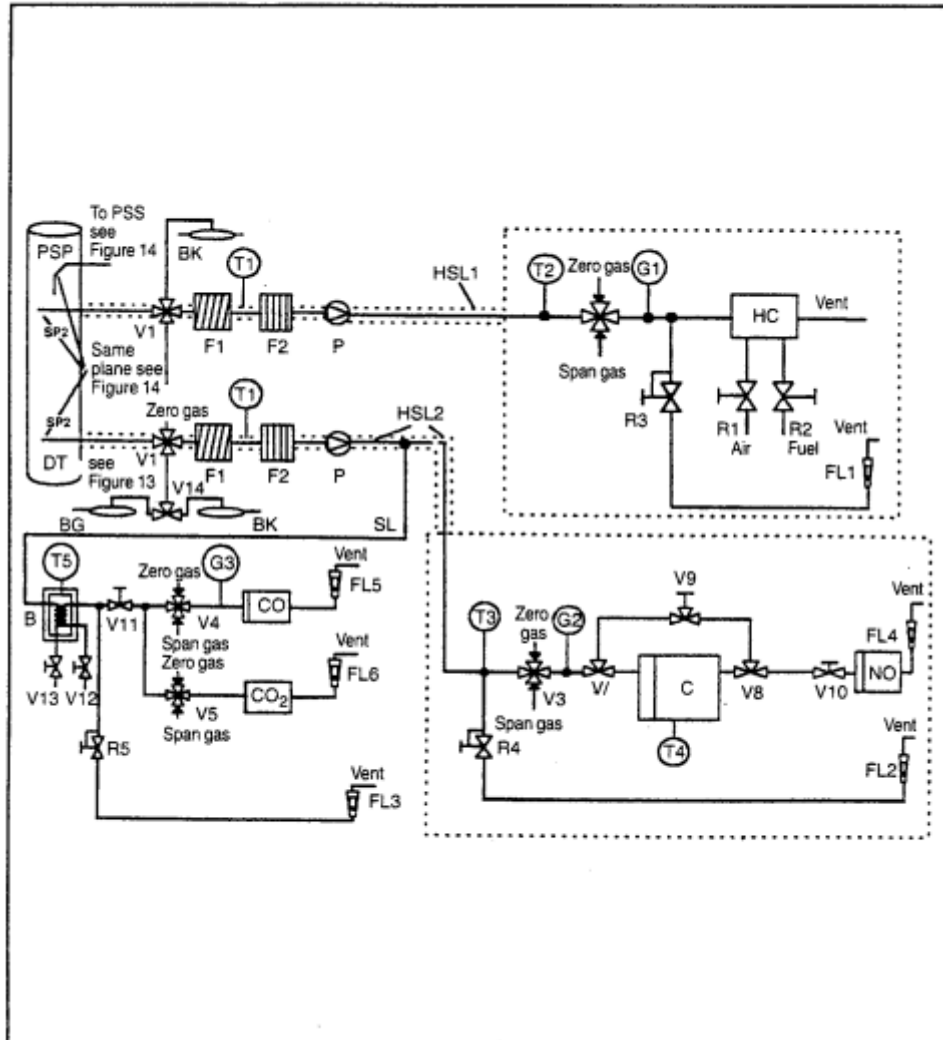 To PSS
see
Figure 14
PSP
BK
T1
HSL1
T2
Zero gas
G1
HC
Vent
SP2
V1
F1
F2
P
Span gas
Same
plane see
Figure 14
R3
R1
Air
R2
Fuel
Vent
FL1
SP2
Zero gas
T1
HSL2
DT
see
Figure 13
V1
F1
F2
P
V14
BG
BK
SL
T5
Zero gas
G3
Vent
FL5
B
V11
V4
CO
Span gas
Zero gas
Vent
FL6
V13
V12
V5
CO2
Span gas
R5
Vent
FL3
V9
Vent
T3
Zero
gas
G2
FL4
V3
V/
C
V8
V10
NO
Span gas
R4
T4
Vent
FL2